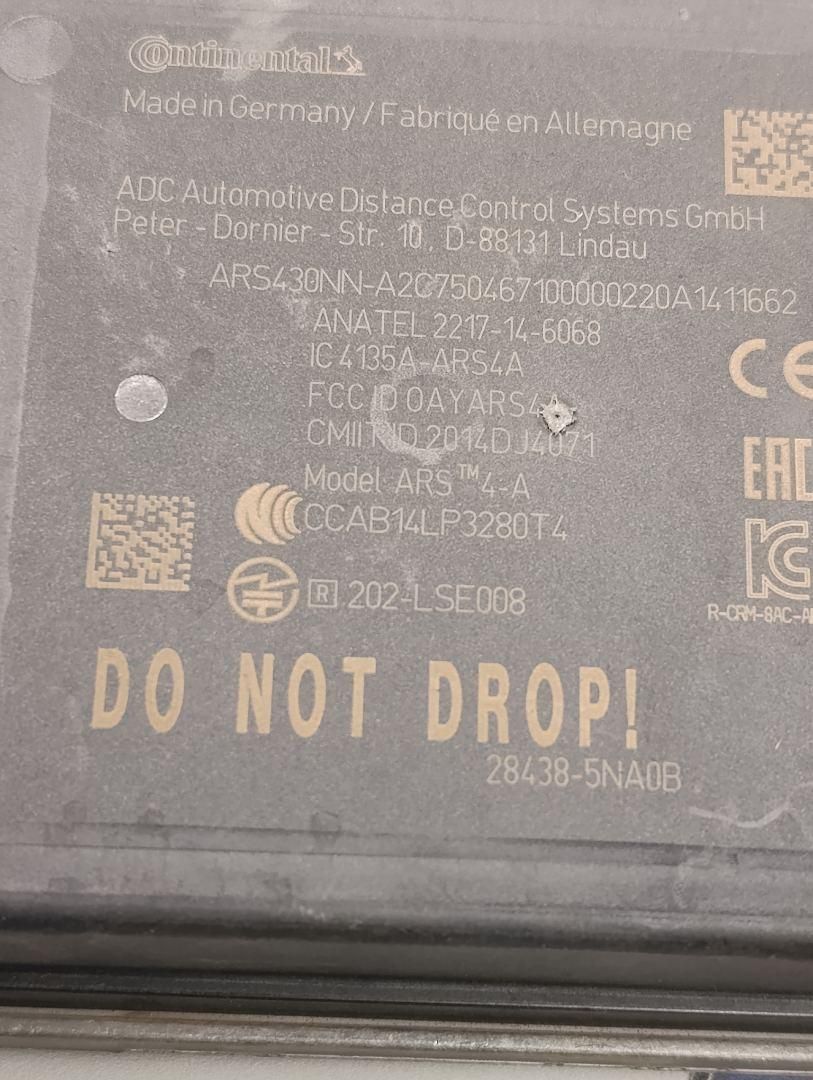 Continental
Made in Germany / Fabriqué en Allemagne
ADC Automotive Distance Control Systems GmbH
Peter - Dornier - Str. 10, D-88131 Lindau
ARS430NN-A2C750467100000220A1411662
ANATEL 2217-14-6068
IC 4135A-ARS4A
CE
FCC ID OAYARS4
CMIIT ID 2014DJ4071
EAC
Model ARS™4-A
CCAB14LP3280T4
KC
R 202-LSE008
R-CRM-8AC-A
DO NOT DROP!
28438-5NA0B